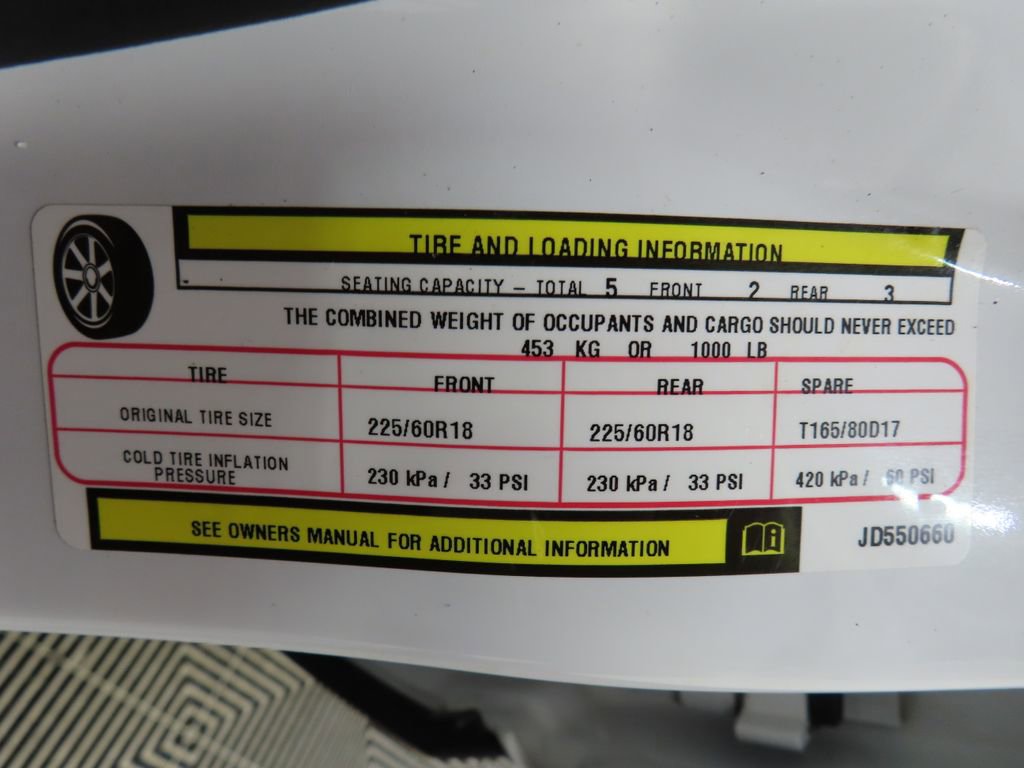 TIRE AND LOADING INFORMATION
SEATING CAPACITY – TOTAL 5 FRONT 2 REAR 3
THE COMBINED WEIGHT OF OCCUPANTS AND CARGO SHOULD NEVER EXCEED
453 KG OR 1000 LB
TIRE FRONT REAR SPARE
ORIGINAL TIRE SIZE 225/60R18 225/60R18 T165/80D17
COLD TIRE INFLATION
PRESSURE 230 kPa / 33 PSI 230 kPa / 33 PSI 420 kPa / 60 PSI
SEE OWNERS MANUAL FOR ADDITIONAL INFORMATION
JD550660